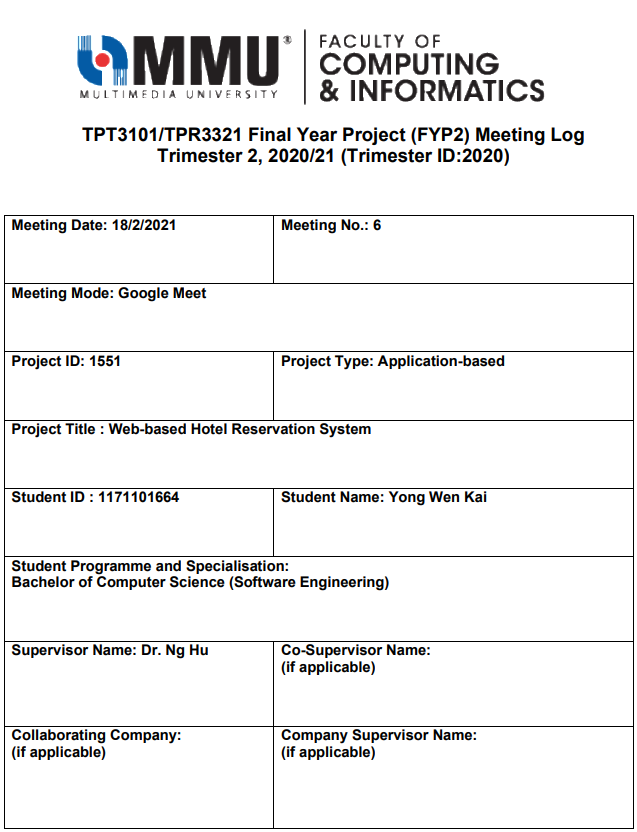 MMU®
MULTIMEDIA UNIVERSITY
FACULTY OF
COMPUTING
& INFORMATICS
TPT3101/TPR3321 Final Year Project (FYP2) Meeting Log
Trimester 2, 2020/21 (Trimester ID:2020)
Meeting Date: 18/2/2021
Meeting No.: 6
Meeting Mode: Google Meet
Project ID: 1551
Project Type: Application-based
Project Title : Web-based Hotel Reservation System
Student ID : 1171101664
Student Name: Yong Wen Kai
Student Programme and Specialisation:
Bachelor of Computer Science (Software Engineering)
Supervisor Name: Dr. Ng Hu
Co-Supervisor Name:
(if applicable)
Collaborating Company:
(if applicable)
Company Supervisor Name:
(if applicable)